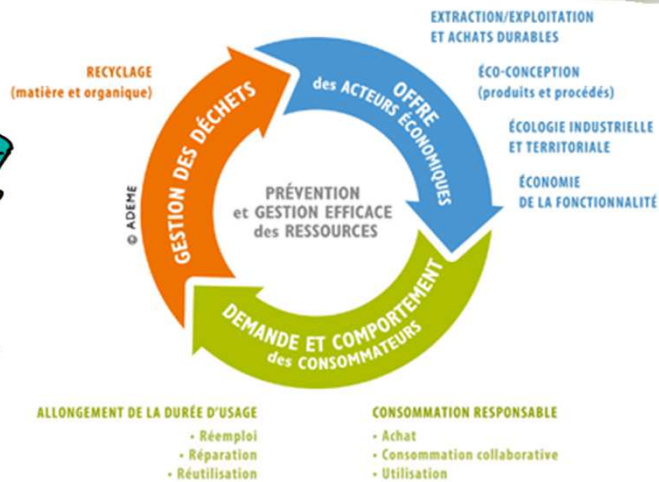 EXTRACTION/EXPLOITATION
ET ACHATS DURABLES
RECYCLAGE
(matière et organique)
ÉCO-CONCEPTION
(produits et procédés)
ÉCOLOGIE INDUSTRIELLE
ET TERRITORIALE
ÉCONOMIE
DE LA FONCTIONNALITÉ
OFFRE
des ACTEURS ÉCONOMIQUES
GESTION DES DÉCHETS
© ADEME
PRÉVENTION
et GESTION EFFICACE
des RESSOURCES
DEMANDE ET COMPORTEMENT
des CONSOMMATEURS
ALLONGEMENT DE LA DURÉE D'USAGE
• Réemploi
• Réparation
• Réutilisation
CONSOMMATION RESPONSABLE
• Achat
• Consommation collaborative
• Utilisation